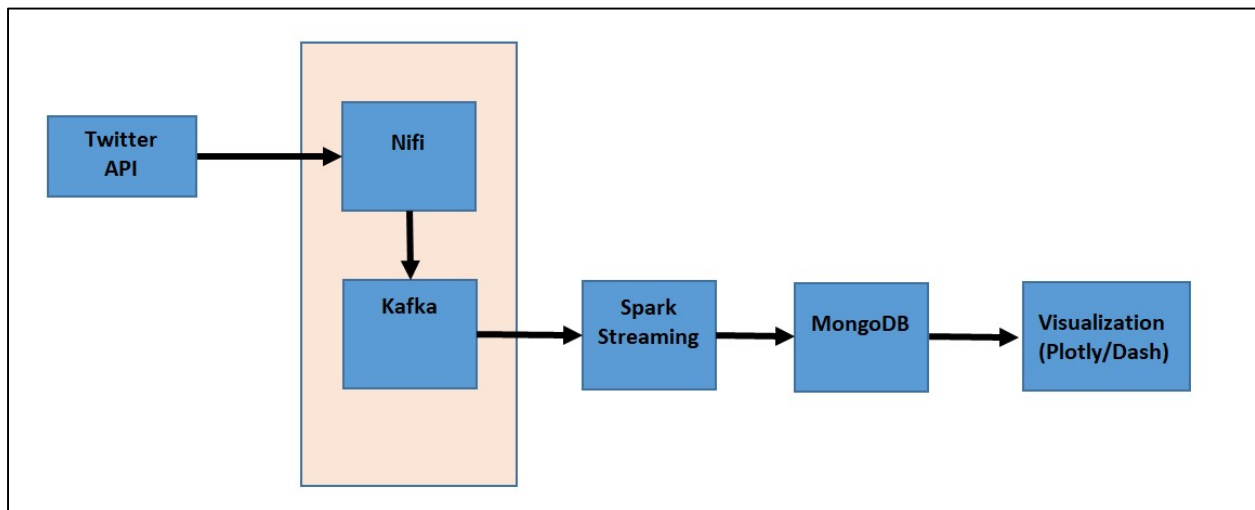 Twitter
API
Nifi
Kafka
Spark
Streaming
MongoDB
Visualization
(Plotly/Dash)